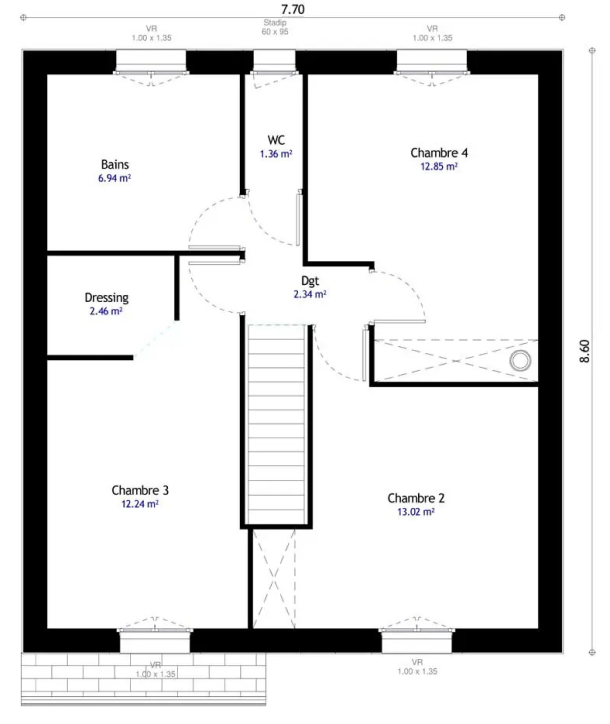 7.70
VR
1.00 x 1.35
Stadip
60 x 95
VR
1.00 x 1.35
Bains
6.94 m²
WC
1.36 m²
Chambre 4
12.85 m²
Dgt
2.34 m²
Dressing
2.46 m²
8.60
Chambre 3
12.24 m²
Chambre 2
13.02 m²
VR
1.00 x 1.35
VR
1.00 x 1.35